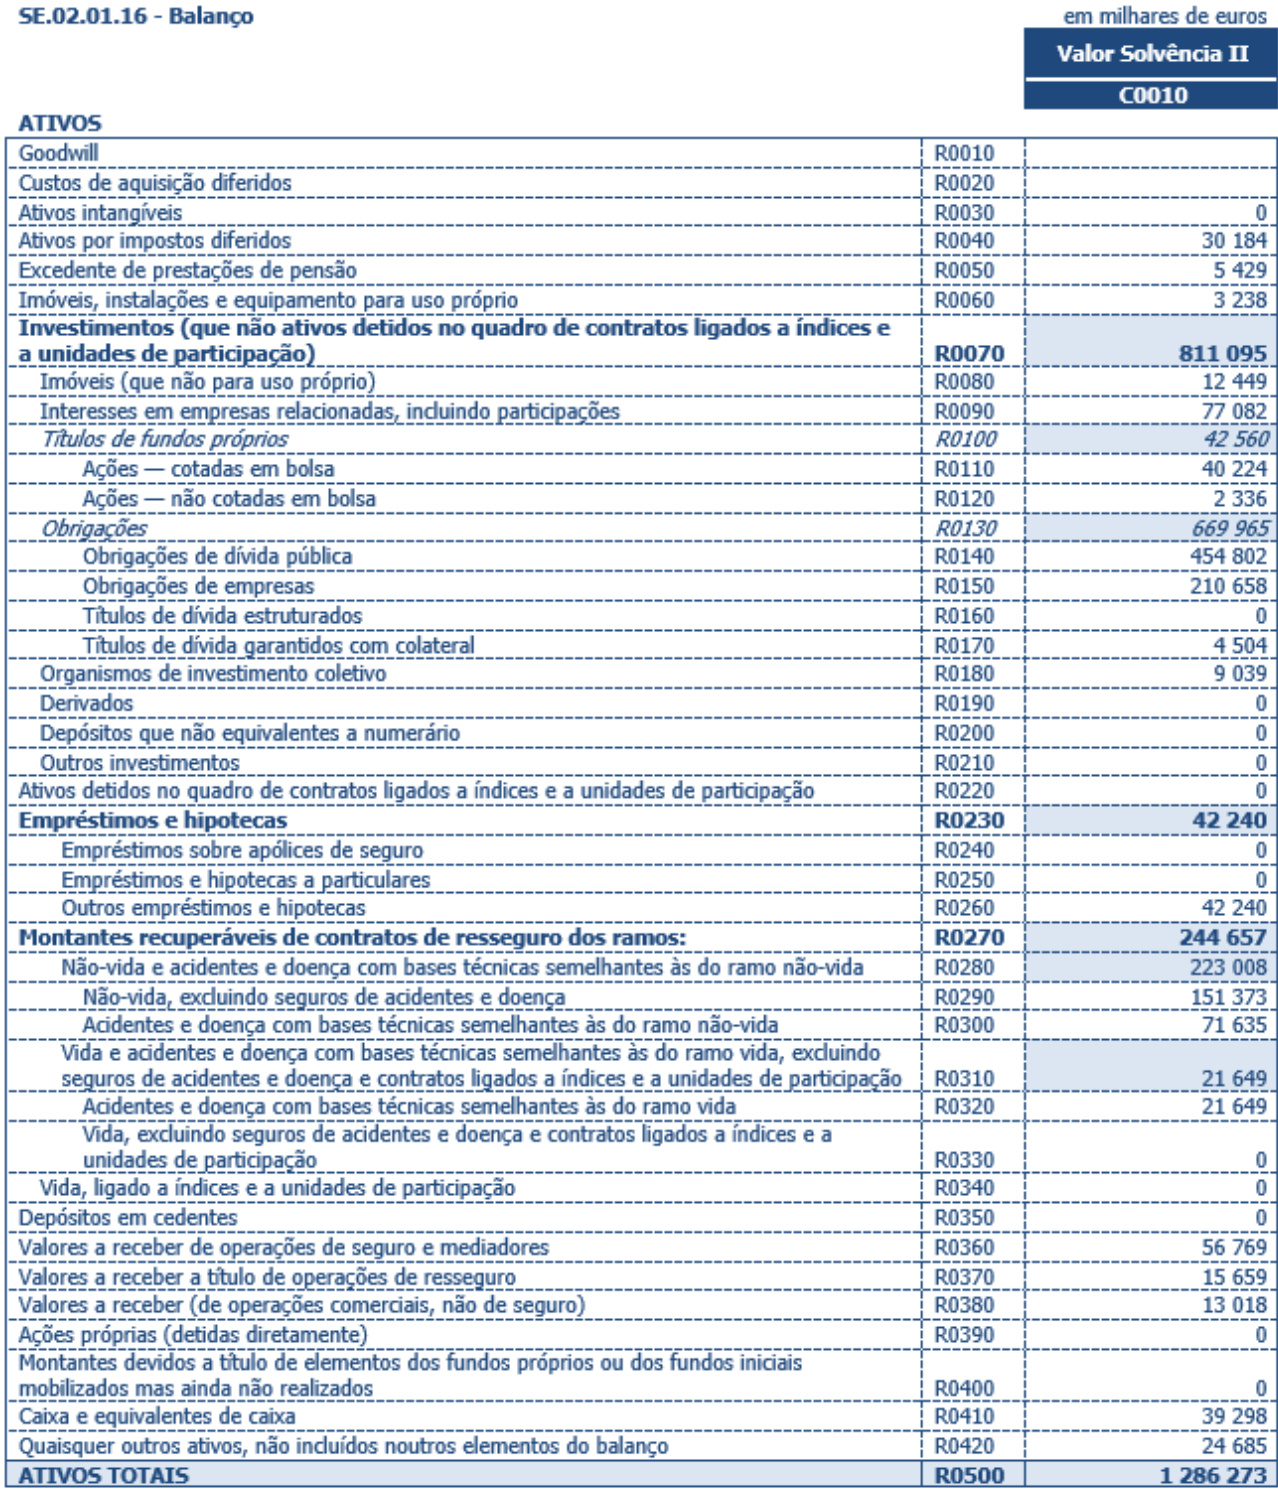 SE.02.01.16 - Balanço
em milhares de euros
Valor Solvência II
C0010
ATIVOS
Goodwill R0010
Custos de aquisição diferidos R0020
Ativos intangíveis R0030 0
Ativos por impostos diferidos R0040 30 184
Excedente de prestações de pensão R0050 5 429
Imóveis, instalações e equipamento para uso próprio R0060 3 238
Investimentos (que não ativos detidos no quadro de contratos ligados a índices e
a unidades de participação) R0070 811 095
Imóveis (que não para uso próprio) R0080 12 449
Interesses em empresas relacionadas, incluindo participações R0090 77 082
Títulos de fundos próprios R0100 42 560
Ações — cotadas em bolsa R0110 40 224
Ações — não cotadas em bolsa R0120 2 336
Obrigações R0130 669 965
Obrigações de dívida pública R0140 454 802
Obrigações de empresas R0150 210 658
Títulos de dívida estruturados R0160 0
Títulos de dívida garantidos com colateral R0170 4 504
Organismos de investimento coletivo R0180 9 039
Derivados R0190 0
Depósitos que não equivalentes a numerário R0200 0
Outros investimentos R0210 0
Ativos detidos no quadro de contratos ligados a índices e a unidades de participação R0220 0
Empréstimos e hipotecas R0230 42 240
Empréstimos sobre apólices de seguro R0240 0
Empréstimos e hipotecas a particulares R0250 0
Outros empréstimos e hipotecas R0260 42 240
Montantes recuperáveis de contratos de resseguro dos ramos: R0270 244 657
Não-vida e acidentes e doença com bases técnicas semelhantes às do ramo não-vida R0280 223 008
Não-vida, excluindo seguros de acidentes e doença R0290 151 373
Acidentes e doença com bases técnicas semelhantes às do ramo não-vida R0300 71 635
Vida e acidentes e doença com bases técnicas semelhantes às do ramo vida, excluindo
seguros de acidentes e doença e contratos ligados a índices e a unidades de participação R0310 21 649
Acidentes e doença com bases técnicas semelhantes às do ramo vida R0320 21 649
Vida, excluindo seguros de acidentes e doença e contratos ligados a índices e a
unidades de participação R0330 0
Vida, ligado a índices e a unidades de participação R0340 0
Depósitos em cedentes R0350 0
Valores a receber de operações de seguro e mediadores R0360 56 769
Valores a receber a título de operações de resseguro R0370 15 659
Valores a receber (de operações comerciais, não de seguro) R0380 13 018
Ações próprias (detidas diretamente) R0390 0
Montantes devidos a título de elementos dos fundos próprios ou dos fundos iniciais
mobilizados mas ainda não realizados R0400 0
Caixa e equivalentes de caixa R0410 39 298
Quaisquer outros ativos, não incluídos noutros elementos do balanço R0420 24 685
ATIVOS TOTAIS R0500 1 286 273